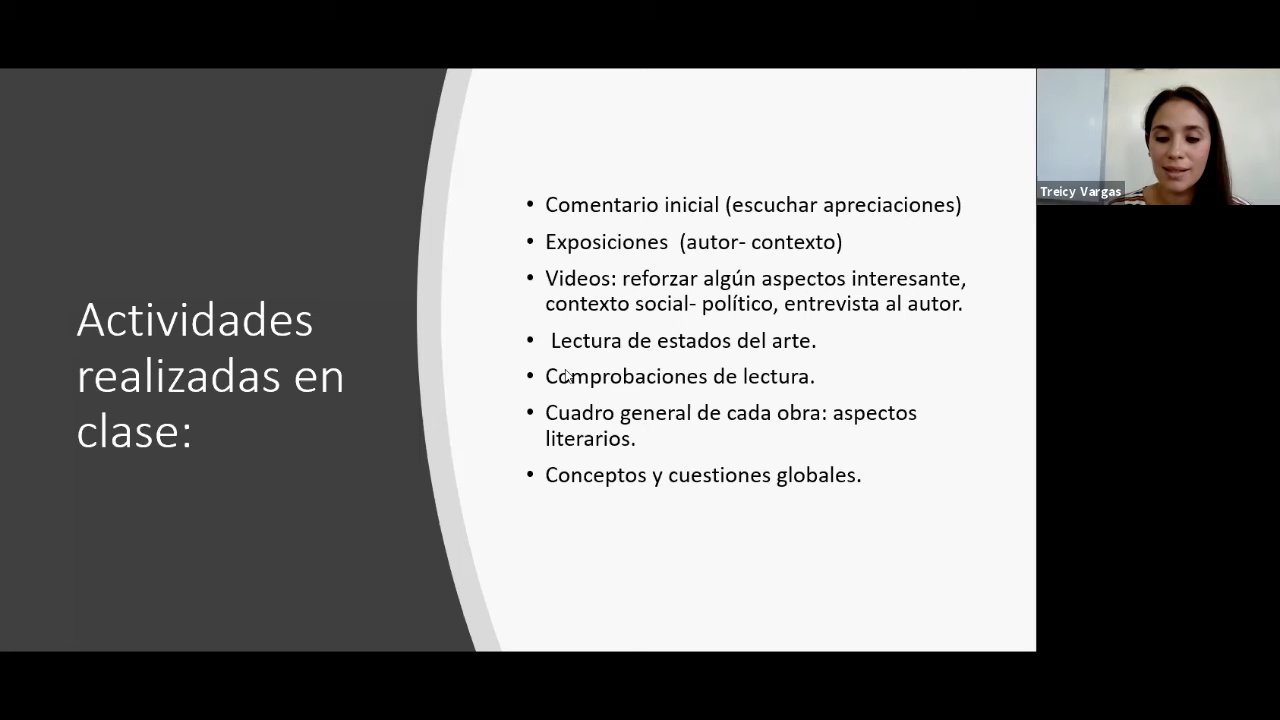 Actividades
realizadas en
clase:
• Comentario inicial (escuchar apreciaciones)
• Exposiciones (autor- contexto)
• Videos: reforzar algún aspectos interesante,
contexto social- político, entrevista al autor.
• Lectura de estados del arte.
• Comprobaciones de lectura.
• Cuadro general de cada obra: aspectos
literarios.
• Conceptos y cuestiones globales.
Treicy Vargas